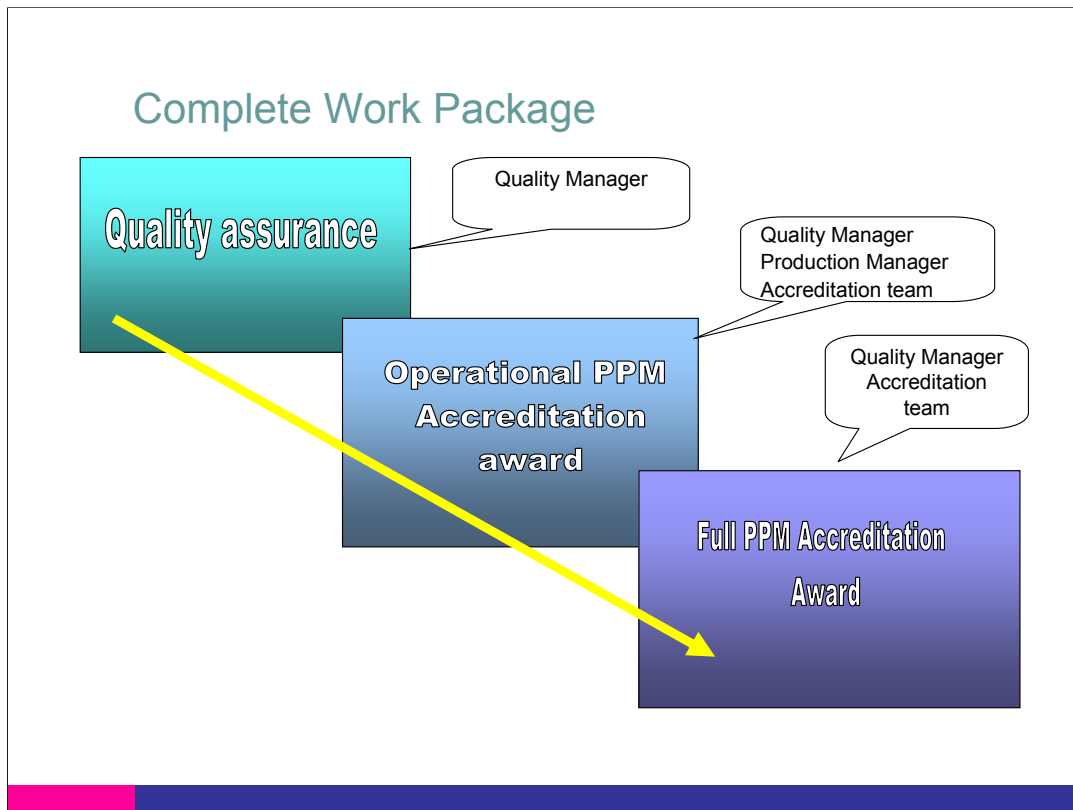 Complete Work Package
Quality assurance
Quality Manager
Quality Manager
Production Manager
Accreditation team
Operational PPM
Accreditation
award
Quality Manager
Accreditation
team
Full PPM Accreditation
Award